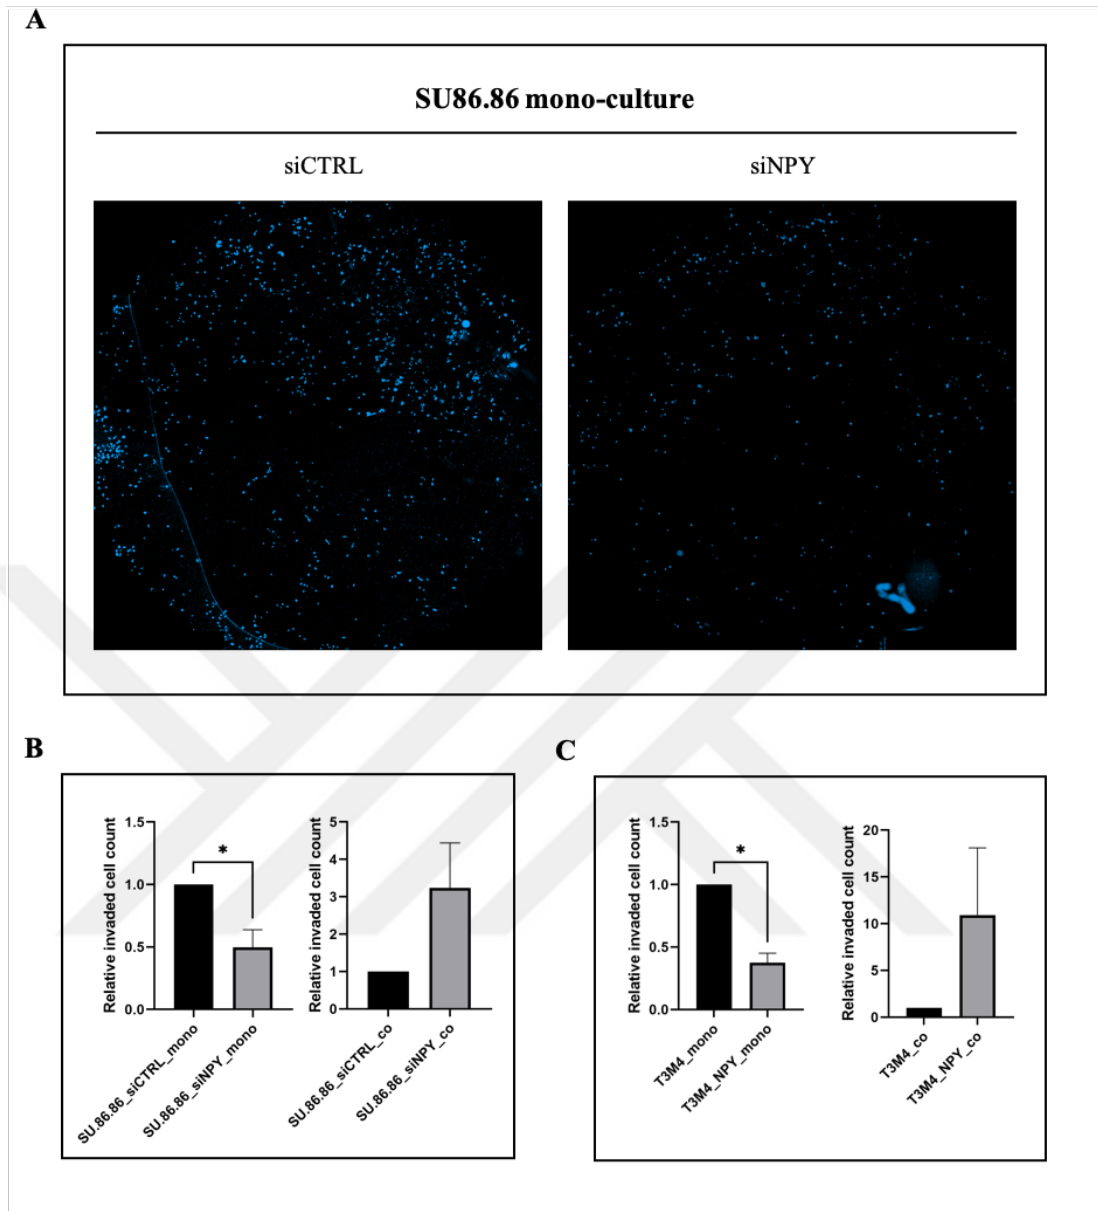 A
SU86.86 mono-culture
siCTRL
siNPY
B
C
Relative invaded cell count
1.5
1.0
0.5
0.0
*
SU.86.86_siCTRL_mono
SU.86.86_siNPY_mono
Relative invaded cell count
5
4
3
2
1
0
SU.86.86_siCTRL_co
SU.86.86_siNPY_co
Relative invaded cell count
1.5
1.0
0.5
0.0
*
T3M4_mono
T3M4_NPY_mono
Relative invaded cell count
20
15
10
5
0
T3M4_co
T3M4_NPY_co